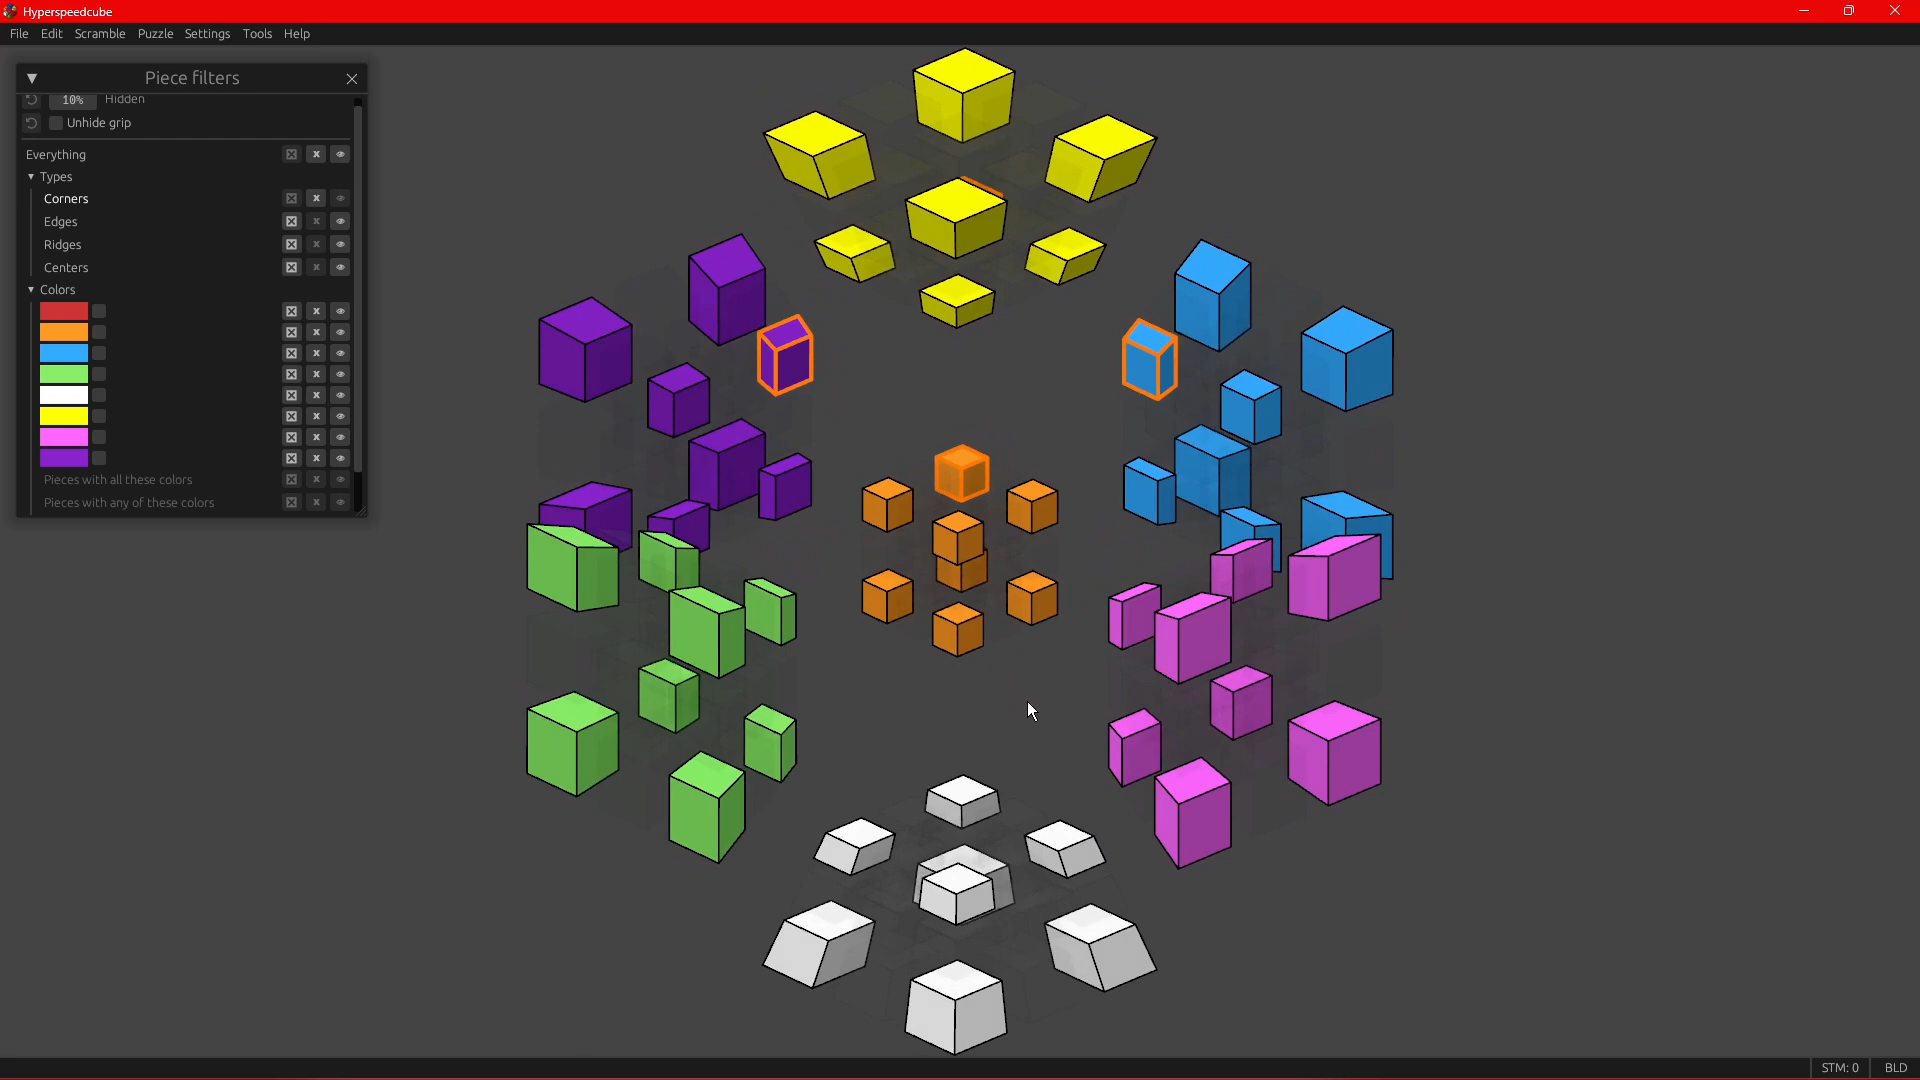 Hyperspeedcube
File Edit Scramble Puzzle Settings Tools Help
Piece filters
10% Hidden
Unhide grip
Everything
Types
Corners
Edges
Ridges
Centers
Colors
Pieces with all these colors
Pieces with any of these colors
STM: 0 BLD